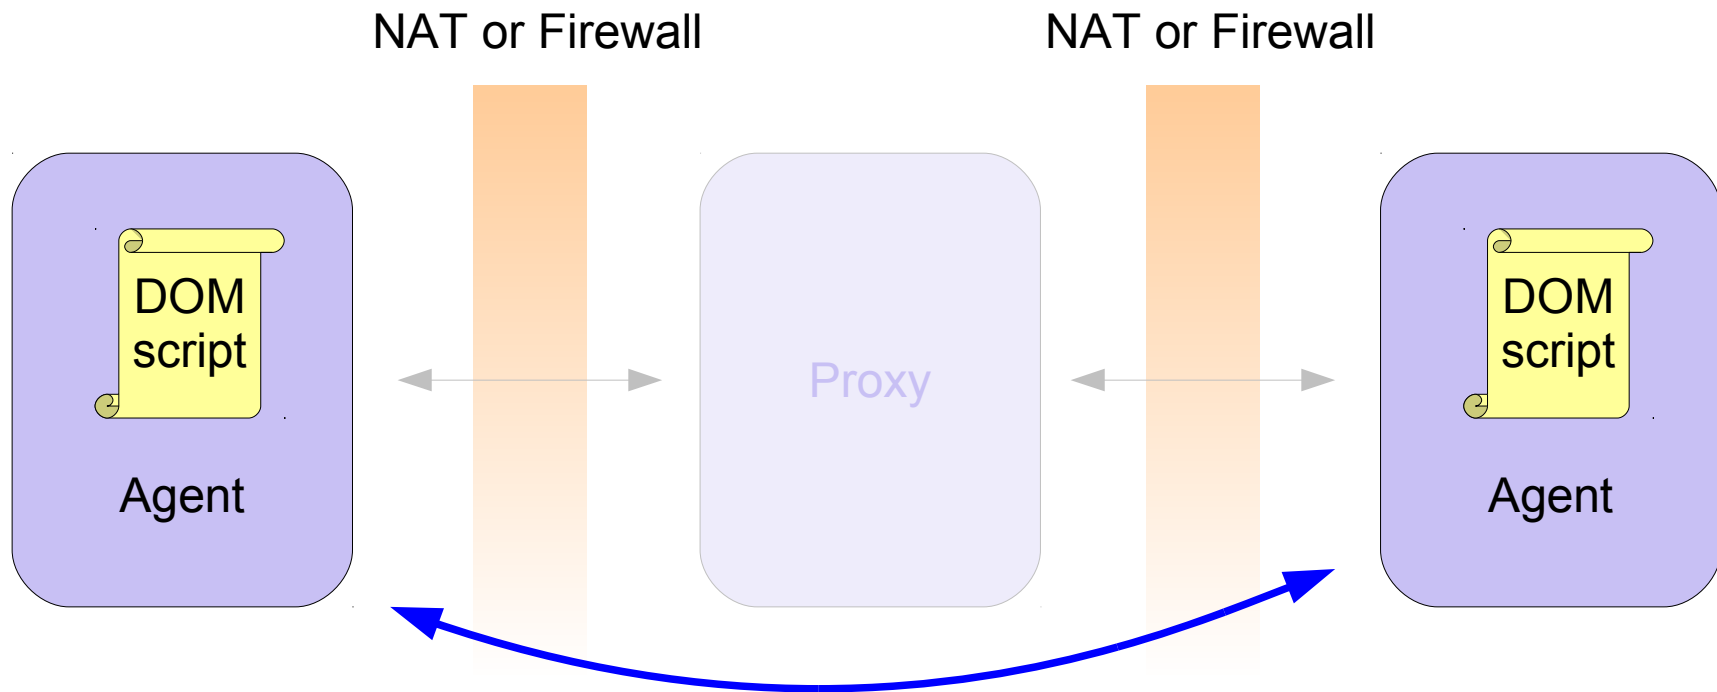 NAT or Firewall
NAT or Firewall
DOM
script
Agent
Proxy
DOM
script
Agent